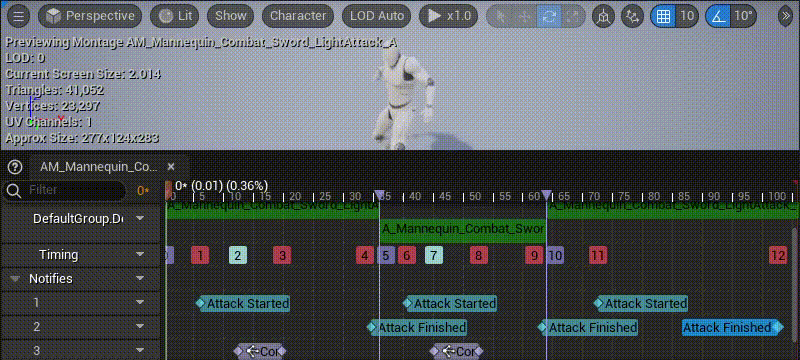 Perspective Lit Show Character LOD Auto x1.0 10 10°
Previewing Montage AM_Mannequin_Combat_Sword_LightAttack_A
LOD: 0
Current Screen Size: 2.014
Triangles: 41,052
Vertices: 23,297
UV Channels: 1
Approx Size: 277x124x283
AM_Mannequin_Co...
Filter 0* 0* (0.01) (0.36%)
0 5 10 15 20 25 30 35 40 45 50 55 60 65 70 75 80 85 90 95 100
A_Mannequin_Combat_Sword_LightA A_Mannequin_Combat_Sword_LightAttack_
DefaultGroup.De A_Mannequin_Combat_Swor
Timing 1 2 3 4 5 6 7 8 9 10 11 12
Notifies
1 Attack Started Attack Started Attack Started
2 Attack Finished Attack Finished Attack Finished
3 Cor Cor